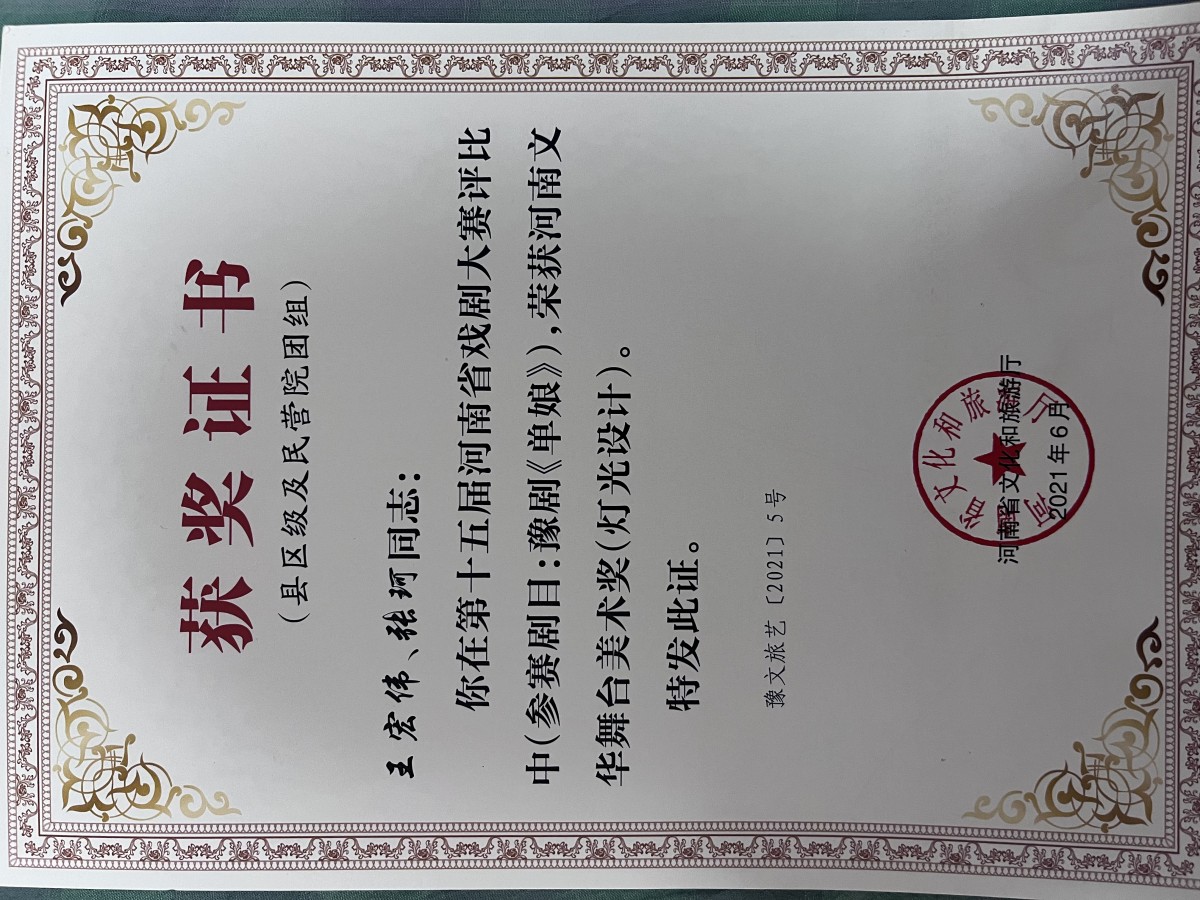 获奖证书
（县区级及民营院团组）
王宏伟、张珂同志：
你在第十五届河南省戏剧大赛评比
中（参赛剧目：豫剧《单娘》），荣获河南文
华舞台美术奖（灯光设计）。
特发此证。
豫文旅艺〔2021〕5号
河南省文化和旅游厅
2021年6月